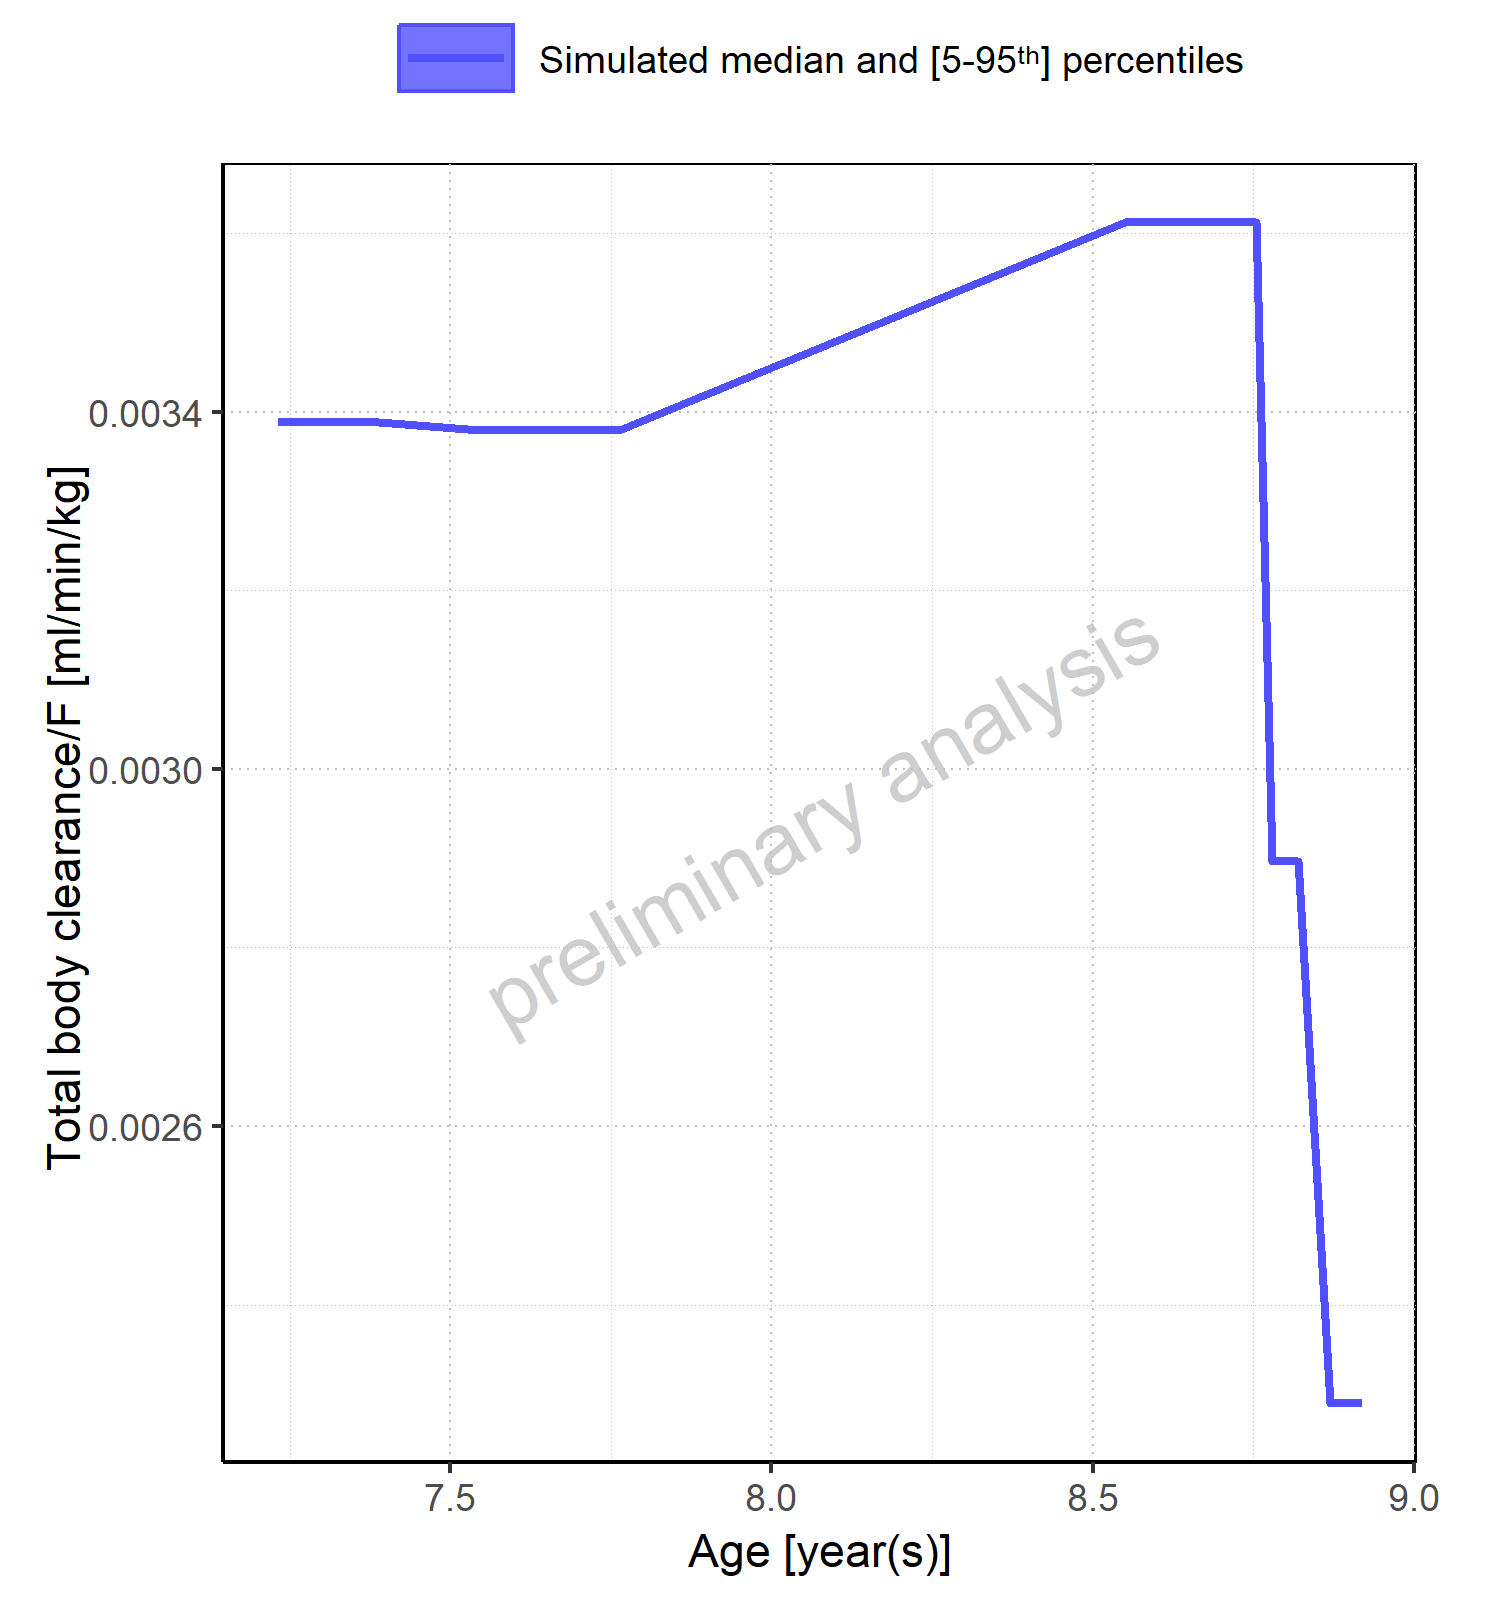 Simulated median and [5-95ᵗʰ] percentiles
Total body clearance/F [ml/min/kg]
0.0034
0.0030
0.0026
preliminary analysis
7.5 8.0 8.5 9.0
Age [year(s)]